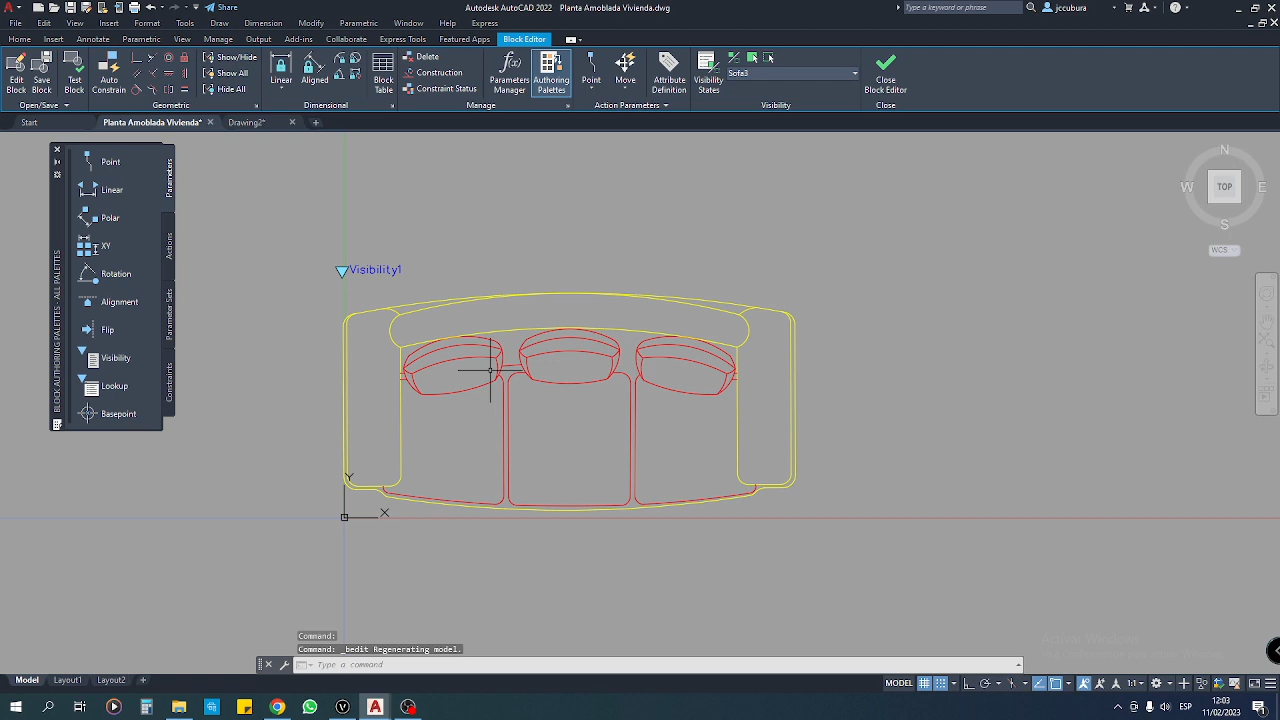 Share
Autodesk AutoCAD 2022 Planta Amoblada Vivienda.dwg
Type a keyword or phrase
jccubura
File Edit View Insert Format Tools Draw Dimension Modify Parametric Window Help Express
Home Insert Annotate Parametric View Manage Output Add-ins Collaborate Express Tools Featured Apps Block Editor
Edit Block
Save Block
Test Block
Auto Constrain
Show/Hide
Show All
Hide All
Linear
Aligned
Block Table
Delete
Construction
Constraint Status
Parameters Manager
Authoring Palettes
Point
Move
Attribute Definition
Visibility States
Sofa3
Close Block Editor
Open/Save Geometric Dimensional Manage Action Parameters Visibility Close
Start Planta Amoblada Vivienda* Drawing2*
Point
Linear
Polar
XY
Rotation
Alignment
Flip
Visibility
Lookup
Basepoint
Parameters
Actions
Parameter Sets
Constraints
BLOCK AUTHORING PALETTES - ALL PALETTES
Visibility1
N
W TOP E
S
WCS
Y
X
Command:
Command: _bedit Regenerating model.
Type a command
Model Layout1 Layout2
MODEL
1:1
ESP
12:03
11/02/2023